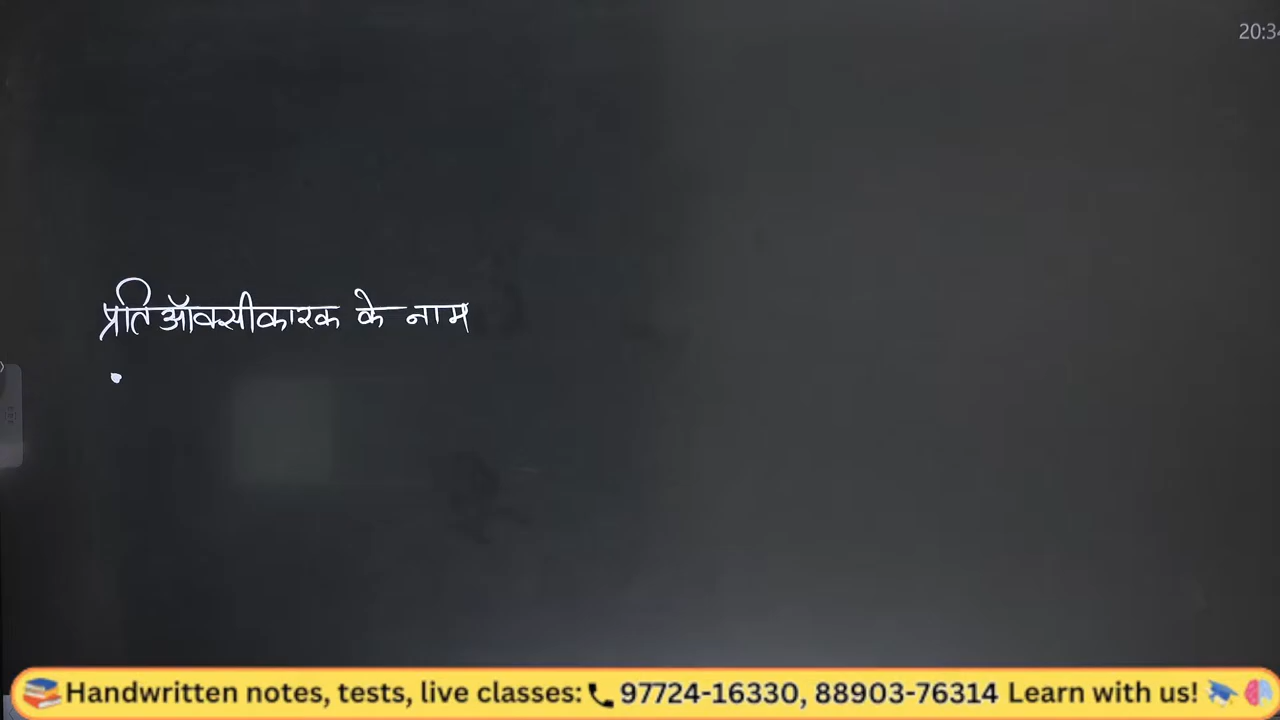 20:34
प्रतिऑक्सीकारक के नाम
•
📚Handwritten notes, tests, live classes:📞97724-16330, 88903-76314 Learn with us! 🎓🧠